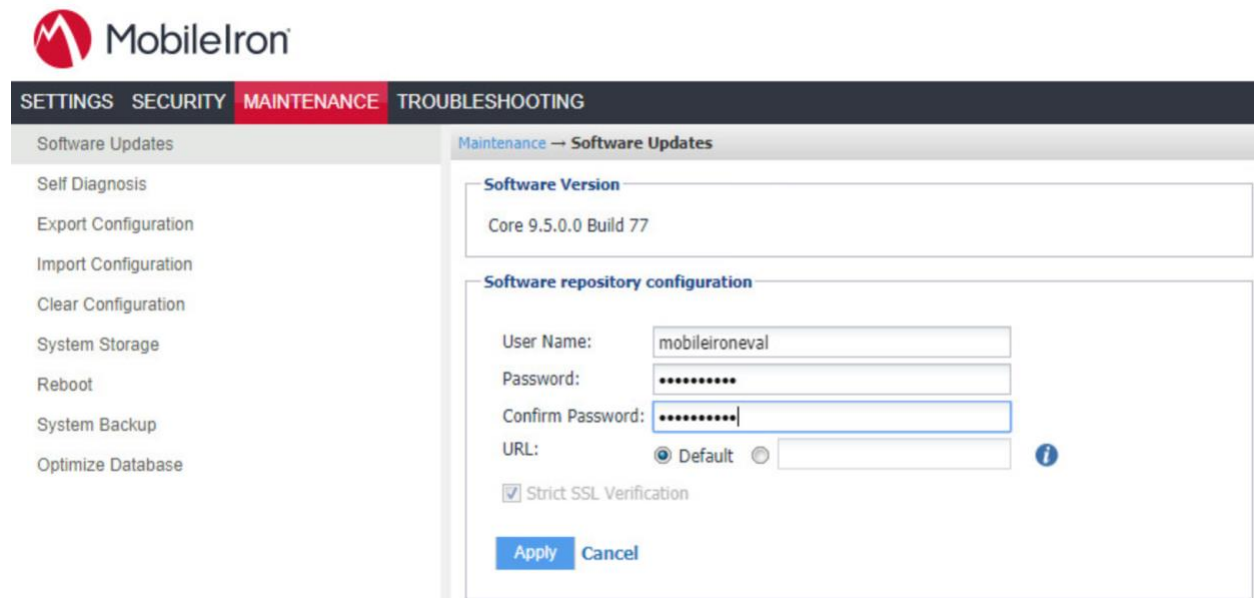 MobileIron
SETTINGS SECURITY MAINTENANCE TROUBLESHOOTING
Software Updates
Self Diagnosis
Export Configuration
Import Configuration
Clear Configuration
System Storage
Reboot
System Backup
Optimize Database
Maintenance → Software Updates
Software Version
Core 9.5.0.0 Build 77
Software repository configuration
User Name: mobileironeval
Password: ••••••••••
Confirm Password: ••••••••••
URL: Default
Strict SSL Verification
Apply Cancel